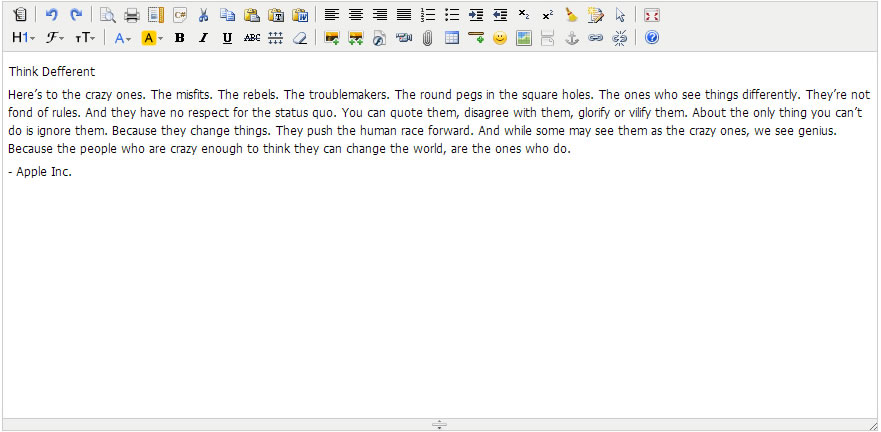 C#
T
W
x₂ x²
H1 F тT A A B I U ABC
Think Defferent
Here’s to the crazy ones. The misfits. The rebels. The troublemakers. The round pegs in the square holes. The ones who see things differently. They’re not
fond of rules. And they have no respect for the status quo. You can quote them, disagree with them, glorify or vilify them. About the only thing you can’t
do is ignore them. Because they change things. They push the human race forward. And while some may see them as the crazy ones, we see genius.
Because the people who are crazy enough to think they can change the world, are the ones who do.
- Apple Inc.